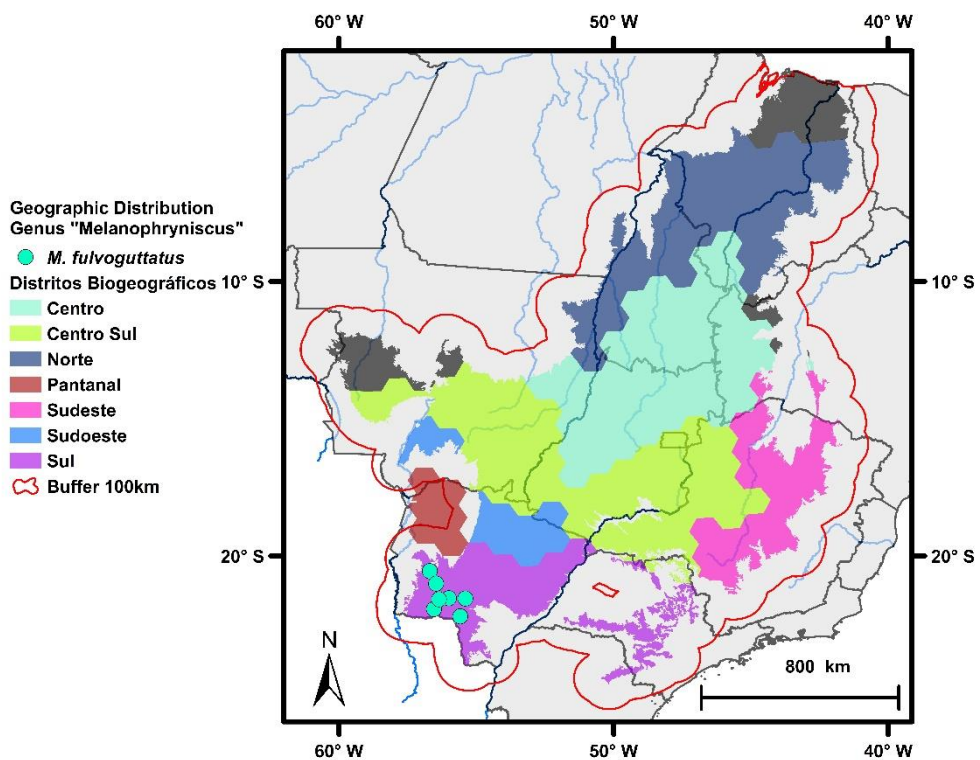 60° W 50° W 40° W
Geographic Distribution
Genus "Melanophryniscus"
M. fulvoguttatus
Distritos Biogeográficos
Centro
Centro Sul
Norte
Pantanal
Sudeste
Sudoeste
Sul
Buffer 100km
10° S 10° S
20° S 20° S
N
800 km
60° W 50° W 40° W